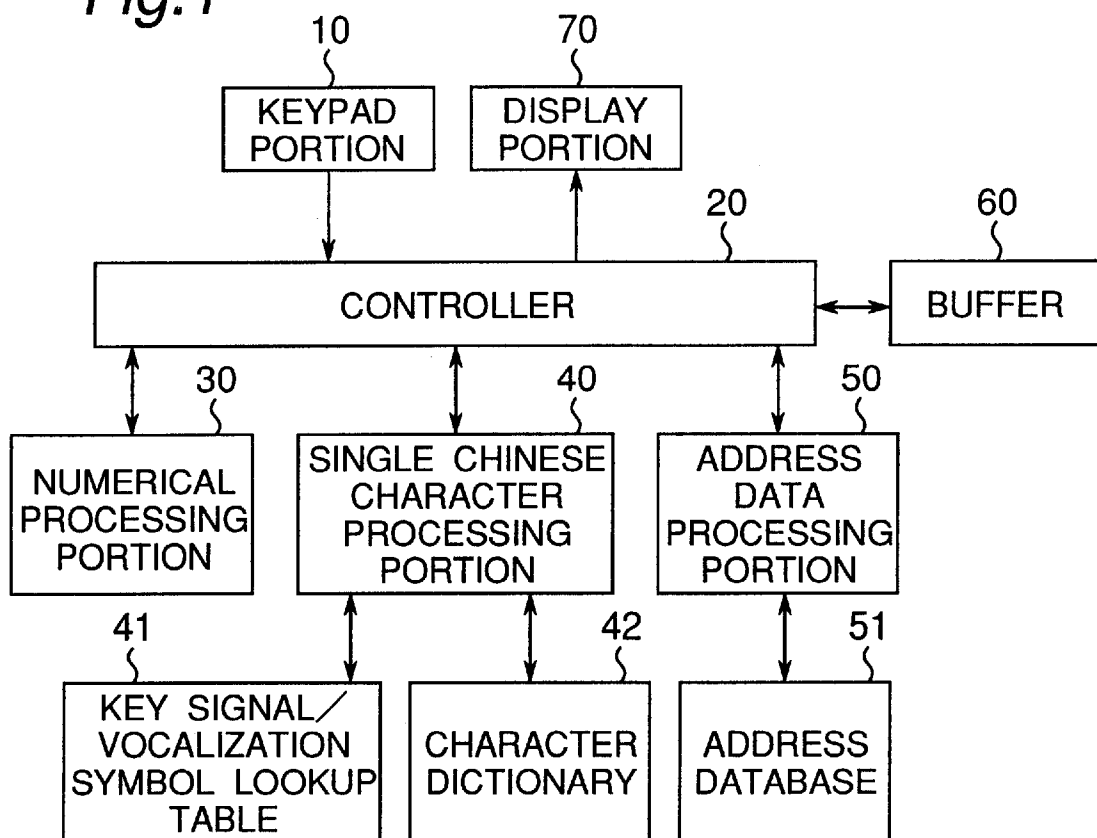 Fig.1
10
70
KEYPAD
PORTION
DISPLAY
PORTION
20
60
CONTROLLER
BUFFER
30
40
50
NUMERICAL
PROCESSING
PORTION
SINGLE CHINESE
CHARACTER
PROCESSING
PORTION
ADDRESS
DATA
PROCESSING
PORTION
41
42
51
KEY SIGNAL/
VOCALIZATION
SYMBOL LOOKUP
TABLE
CHARACTER
DICTIONARY
ADDRESS
DATABASE